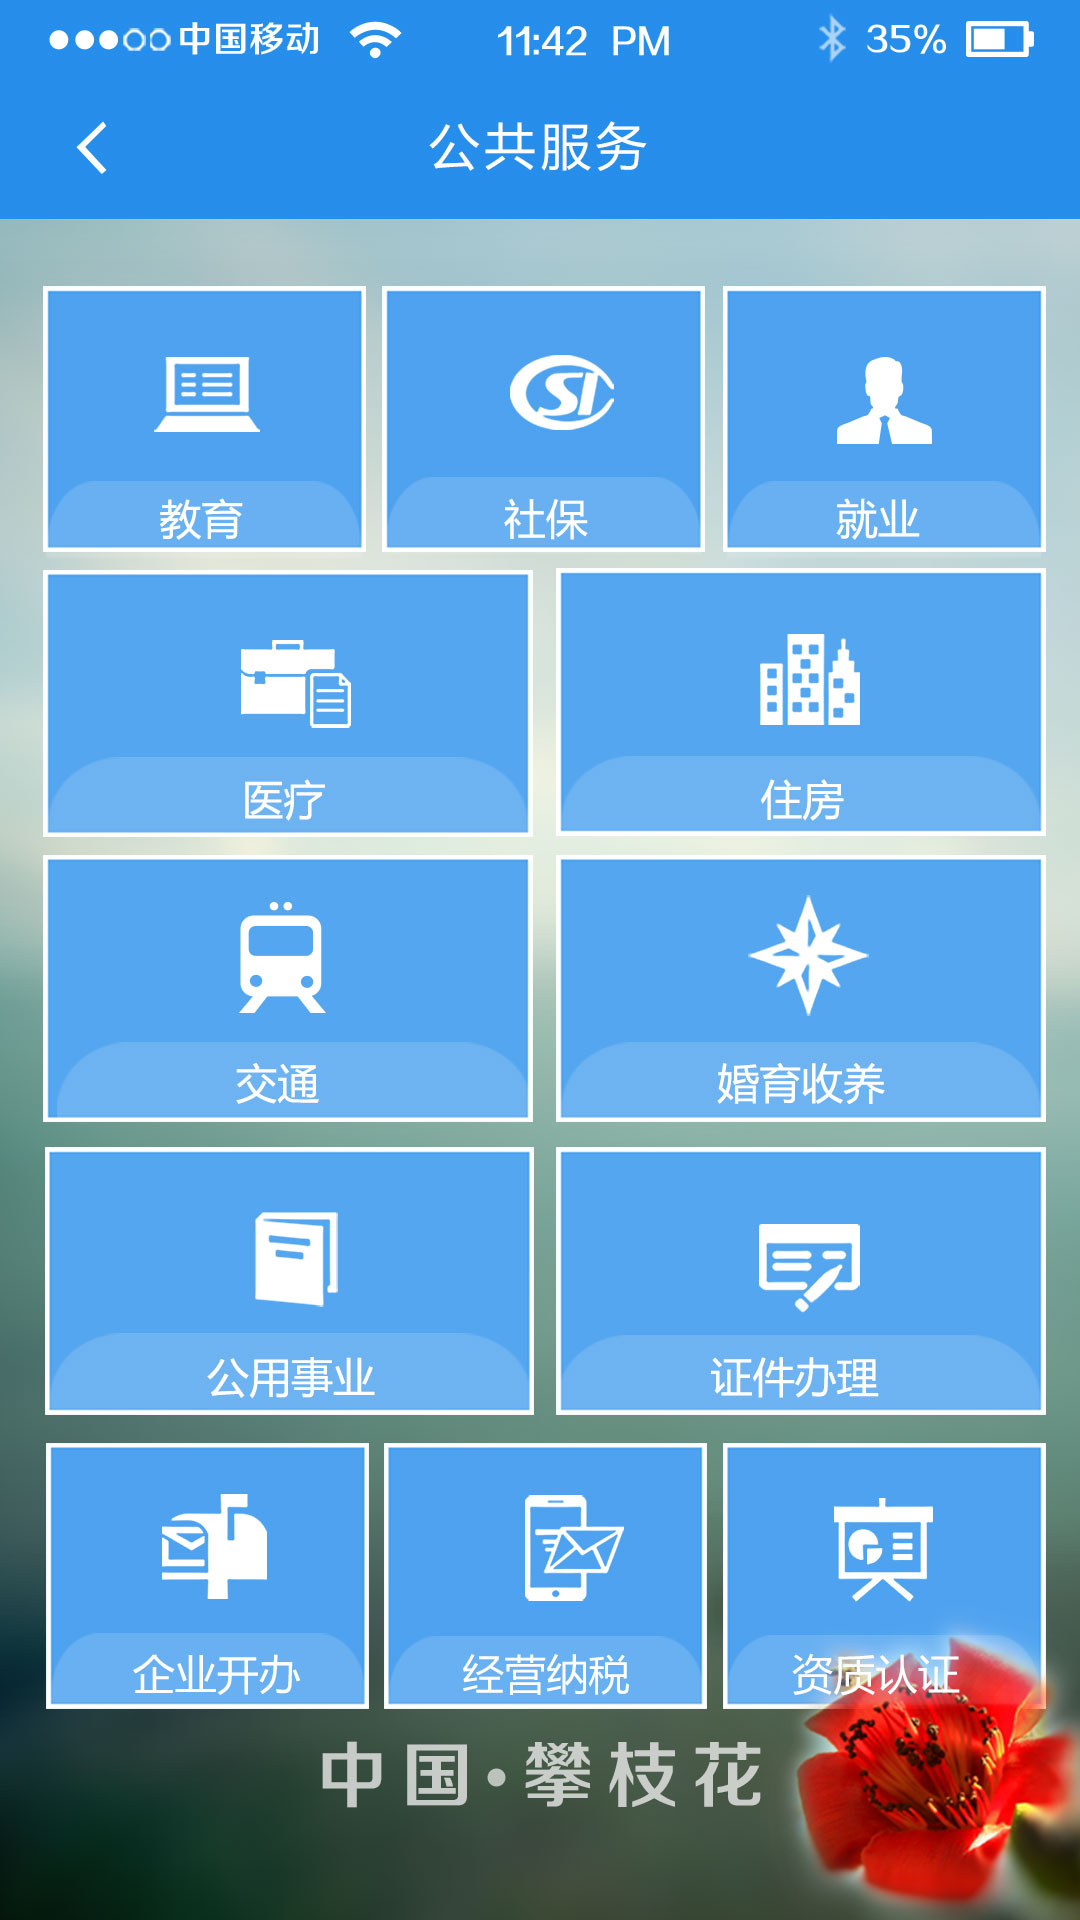 中国移动 11:42 PM 35%
公共服务
教育 社保 就业
医疗 住房
交通 婚育收养
公用事业 证件办理
企业开办 经营纳税 资质认证
中国·攀枝花